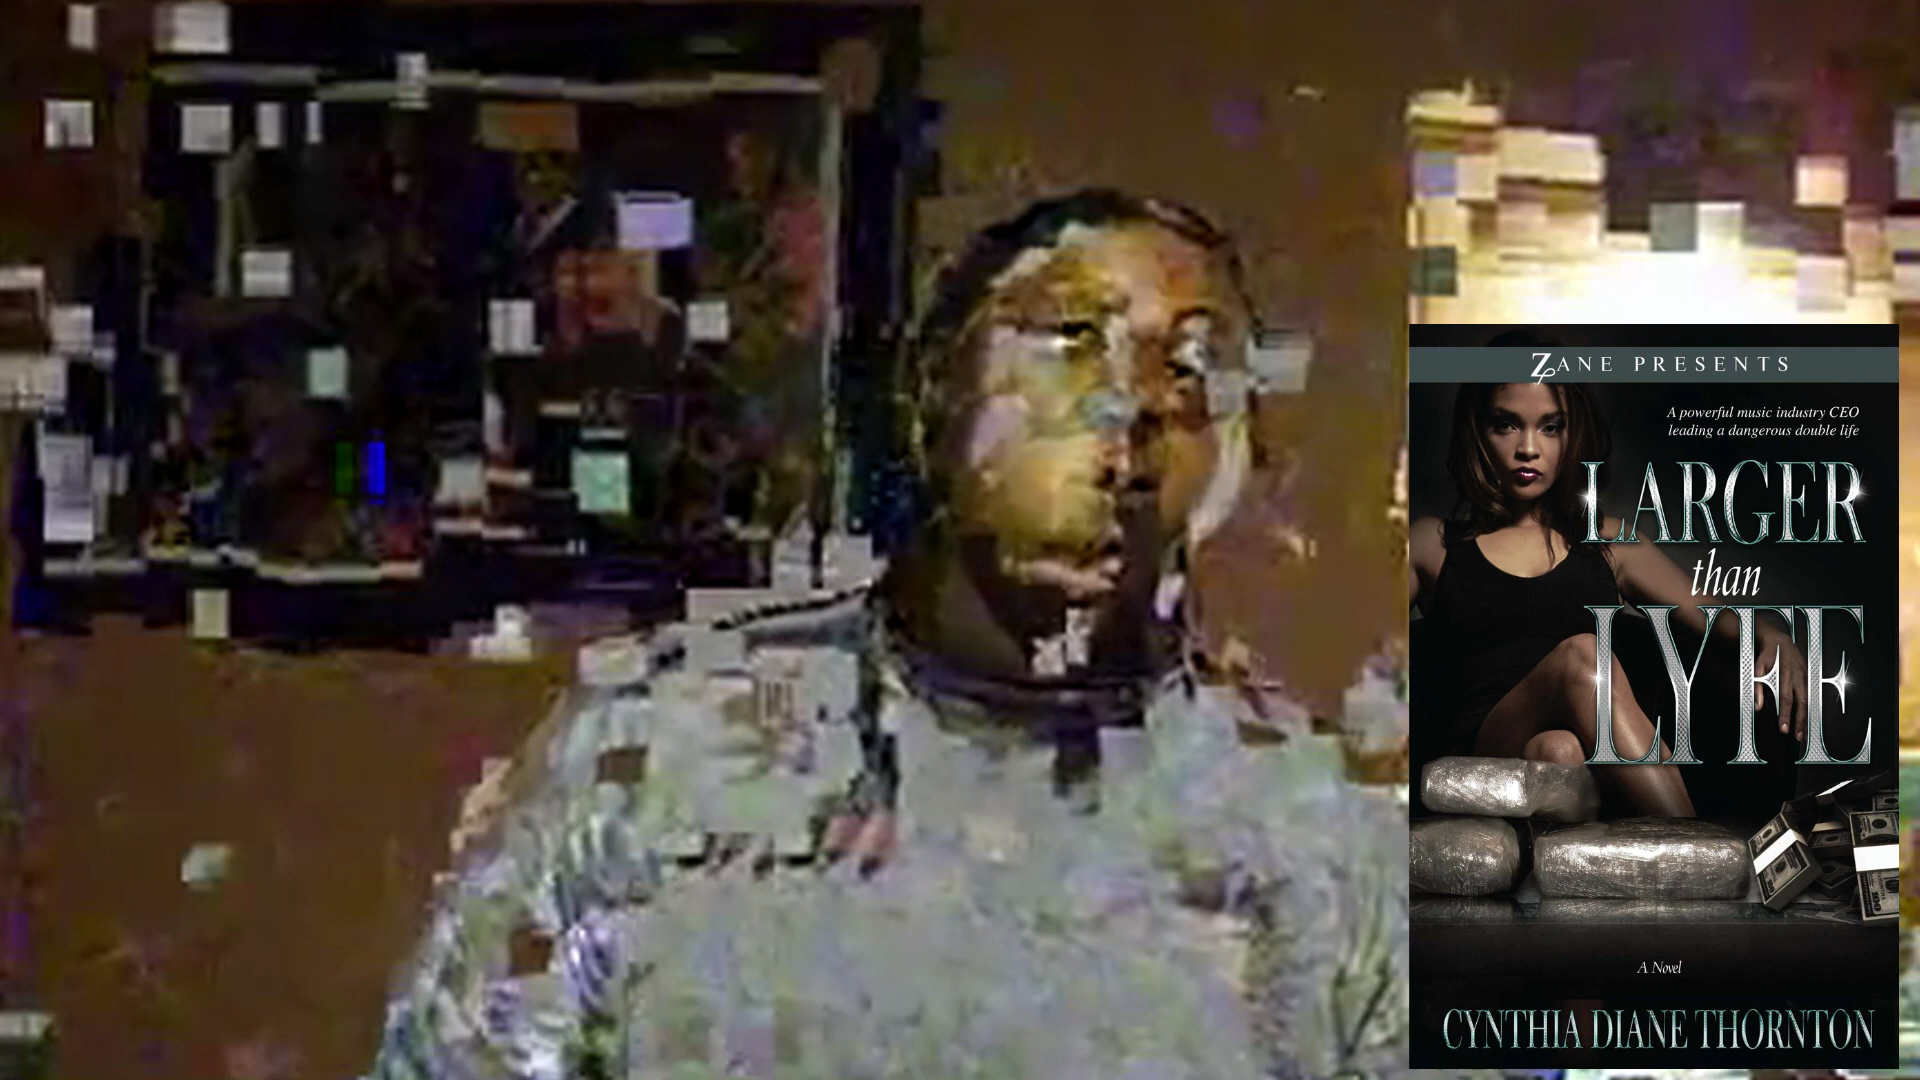 ZANE PRESENTS
A powerful music industry CEO
leading a dangerous double life
LARGER
than
LYFE
A Novel
CYNTHIA DIANE THORNTON